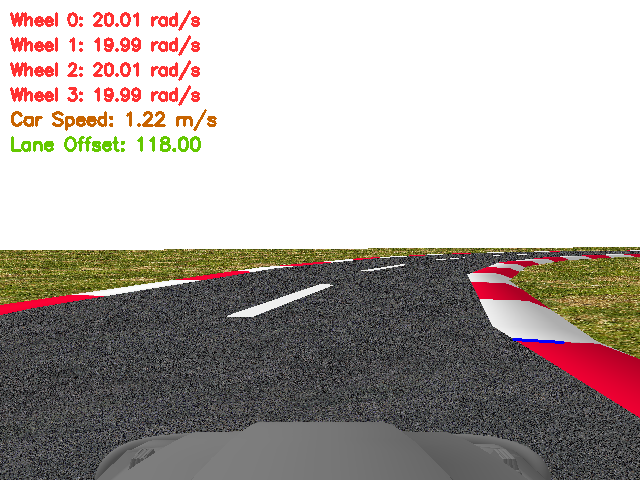 Wheel 0: 20.01 rad/s
Wheel 1: 19.99 rad/s
Wheel 2: 20.01 rad/s
Wheel 3: 19.99 rad/s
Car Speed: 1.22 m/s
Lane Offset: 118.00